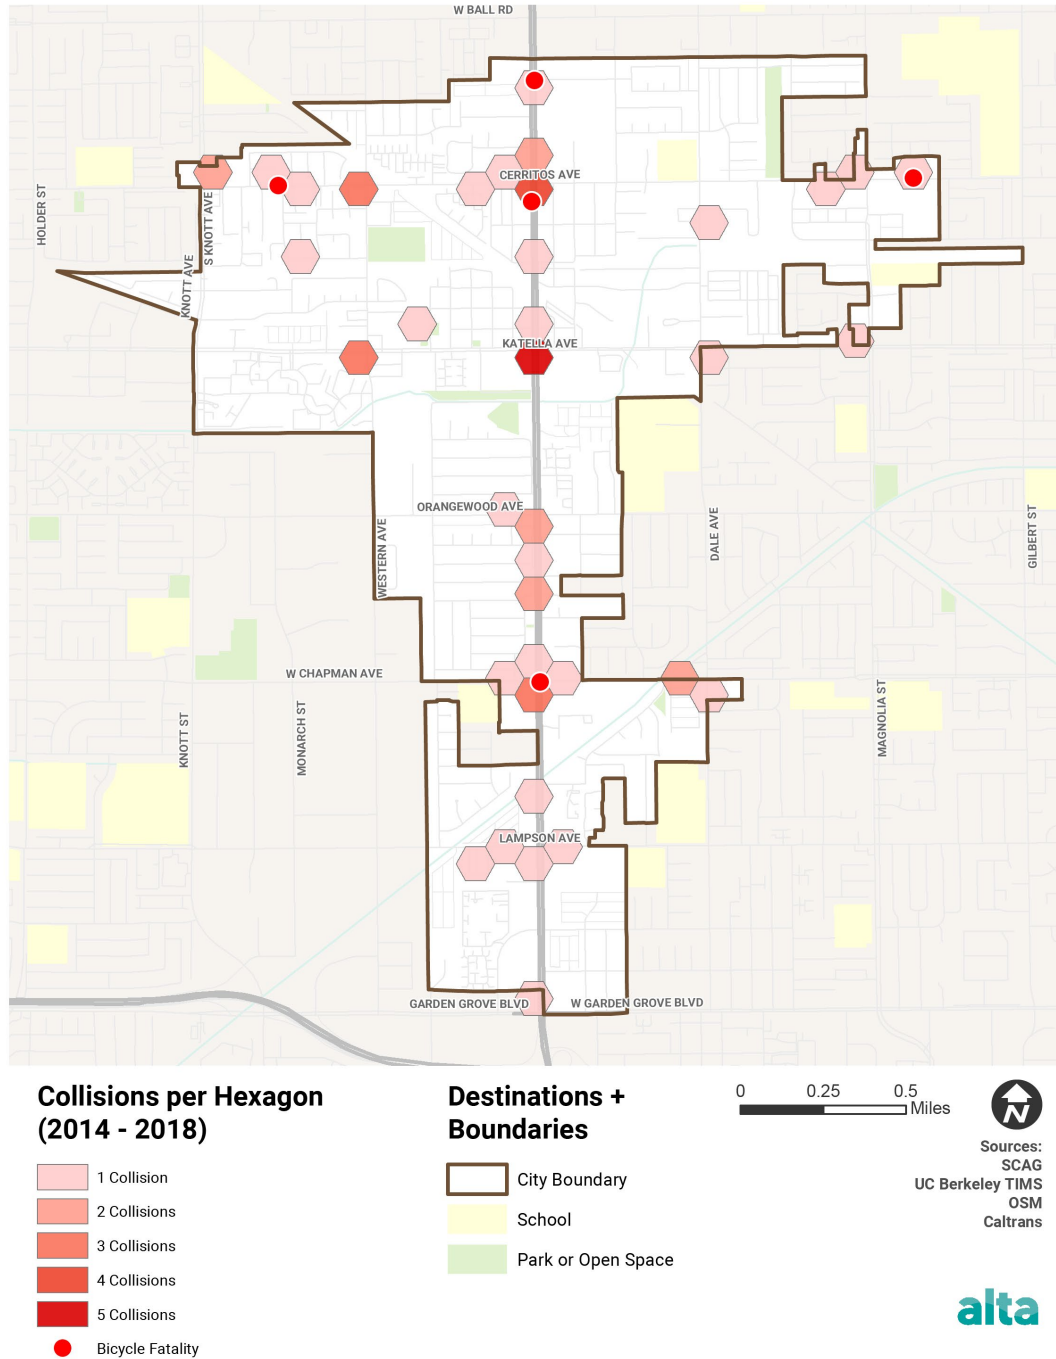 W BALL RD
CERRITOS AVE
HOLDER ST
S KNOTT AVE
KNOTT AVE
KATELLA AVE
ORANGEWOOD AVE
WESTERN AVE
DALE AVE
GILBERT ST
W CHAPMAN AVE
KNOTT ST
MONARCH ST
MAGNOLIA ST
LAMPSON AVE
GARDEN GROVE BLVD
W GARDEN GROVE BLVD
Collisions per Hexagon
(2014 - 2018)
1 Collision
2 Collisions
3 Collisions
4 Collisions
5 Collisions
Bicycle Fatality
Destinations +
Boundaries
City Boundary
School
Park or Open Space
0 0.25 0.5
Miles
N
Sources:
SCAG
UC Berkeley TIMS
OSM
Caltrans
alta